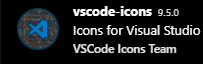 vscode-icons 9.5.0
Icons for Visual Studio
VSCode Icons Team